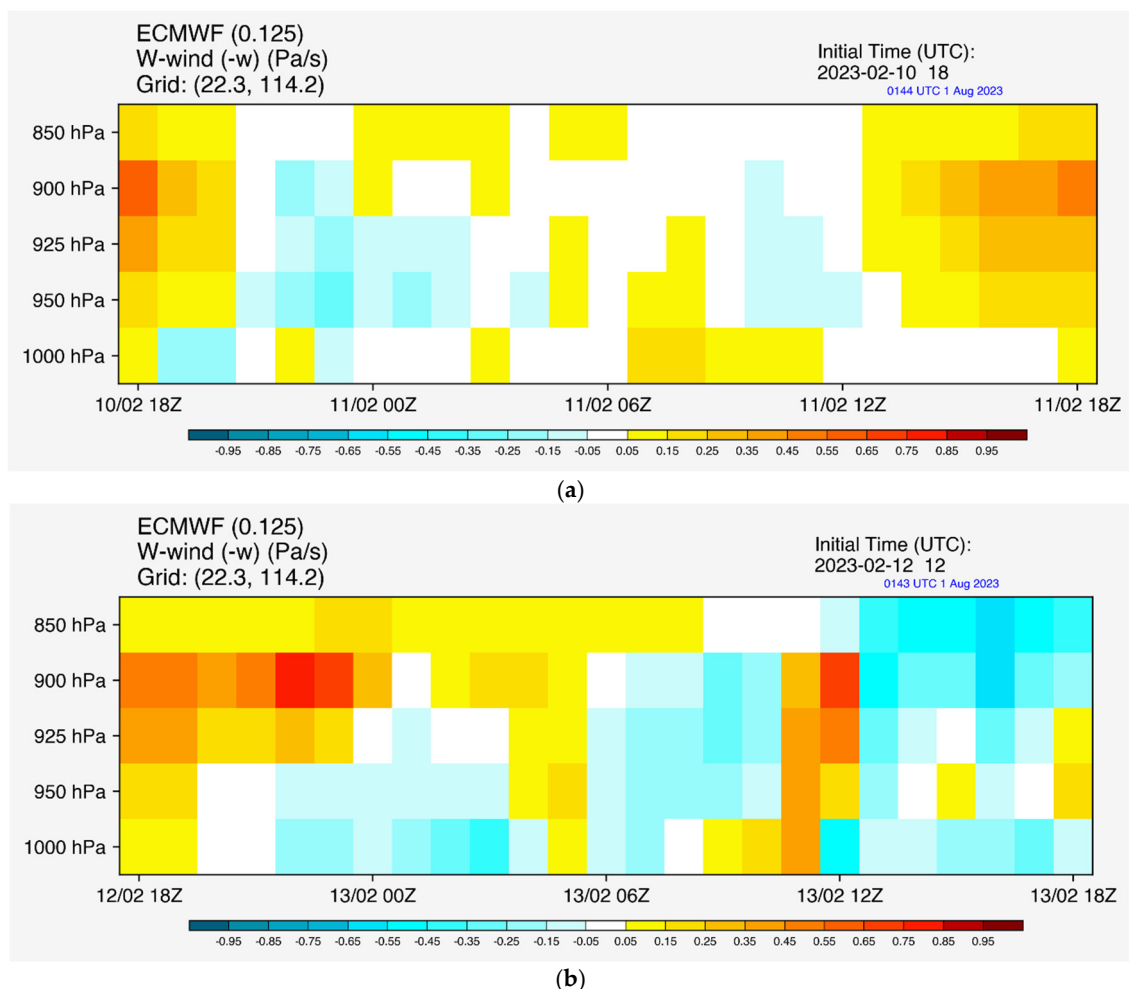 ECMWF (0.125)
W-wind (-w) (Pa/s)
Grid: (22.3, 114.2)
Initial Time (UTC):
2023-02-10 18
0144 UTC 1 Aug 2023
850 hPa
900 hPa
925 hPa
950 hPa
1000 hPa
10/02 18Z 11/02 00Z 11/02 06Z 11/02 12Z 11/02 18Z
-0.95 -0.85 -0.75 -0.65 -0.55 -0.45 -0.35 -0.25 -0.15 -0.05 0.05 0.15 0.25 0.35 0.45 0.55 0.65 0.75 0.85 0.95
(a)
ECMWF (0.125)
W-wind (-w) (Pa/s)
Grid: (22.3, 114.2)
Initial Time (UTC):
2023-02-12 12
0143 UTC 1 Aug 2023
850 hPa
900 hPa
925 hPa
950 hPa
1000 hPa
12/02 18Z 13/02 00Z 13/02 06Z 13/02 12Z 13/02 18Z
-0.95 -0.85 -0.75 -0.65 -0.55 -0.45 -0.35 -0.25 -0.15 -0.05 0.05 0.15 0.25 0.35 0.45 0.55 0.65 0.75 0.85 0.95
(b)